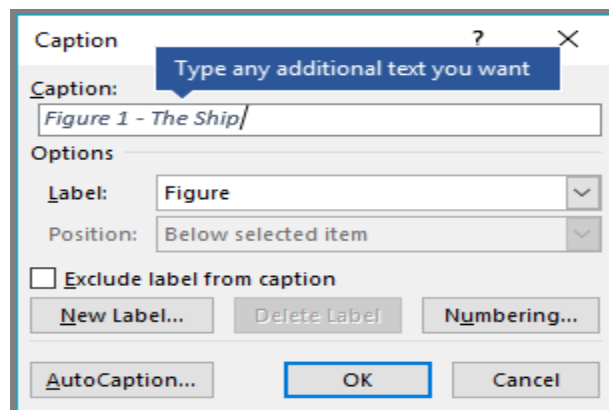 Caption ?
Type any additional text you want
Caption:
Figure 1 - The Ship
Options
Label: Figure
Position: Below selected item
Exclude label from caption
New Label... Delete Label Numbering...
AutoCaption... OK Cancel